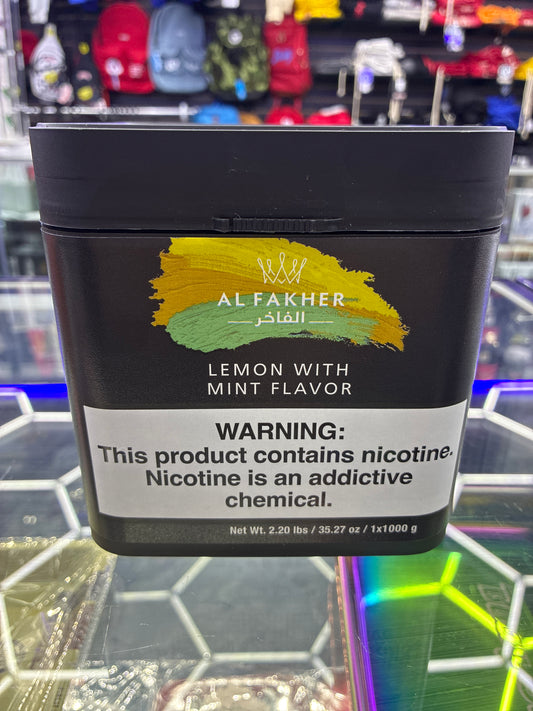 AL FAKHER
الفاخر
LEMON WITH
MINT FLAVOR
WARNING:
This product contains nicotine.
Nicotine is an addictive
chemical.
Net Wt. 2.20 lbs / 35.27 oz / 1x1000 g